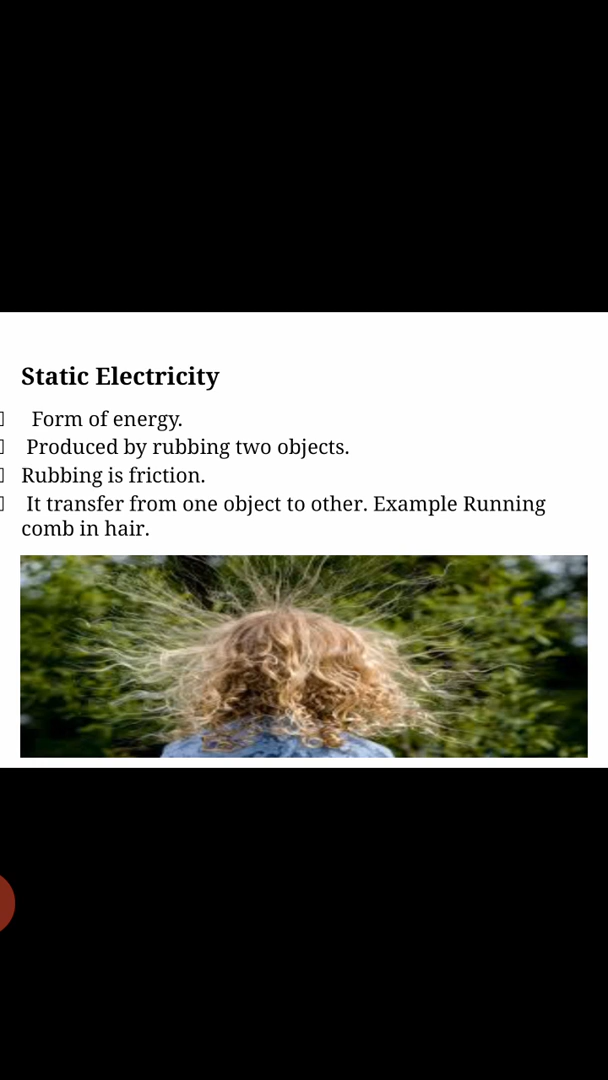 Static Electricity
Form of energy.
Produced by rubbing two objects.
Rubbing is friction.
It transfer from one object to other. Example Running
comb in hair.